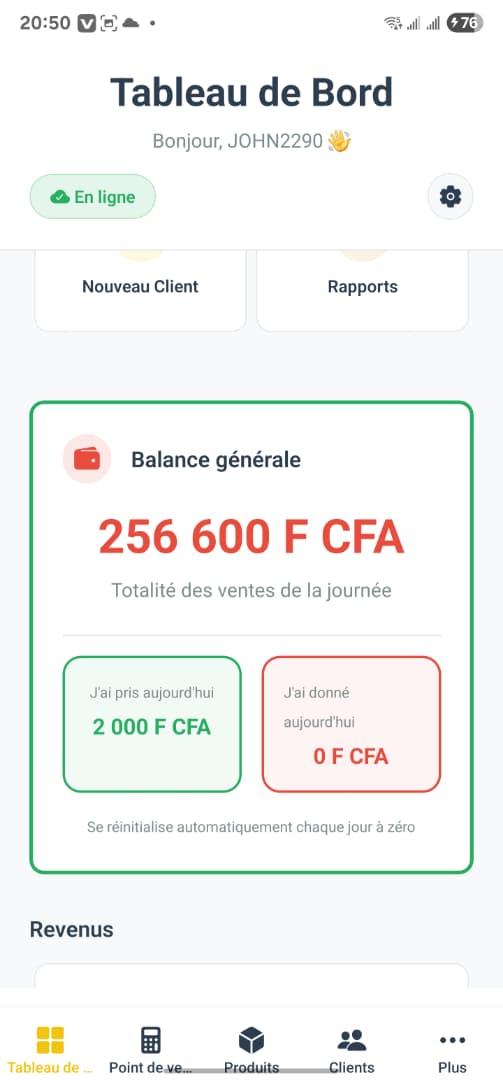 20:50
76
Tableau de Bord
Bonjour, JOHN2290 👋
En ligne
Nouveau Client
Rapports
Balance générale
256 600 F CFA
Totalité des ventes de la journée
J'ai pris aujourd'hui
2 000 F CFA
J'ai donné
aujourd'hui
0 F CFA
Se réinitialise automatiquement chaque jour à zéro
Revenus
Tableau de ...
Point de ve...
Produits
Clients
Plus